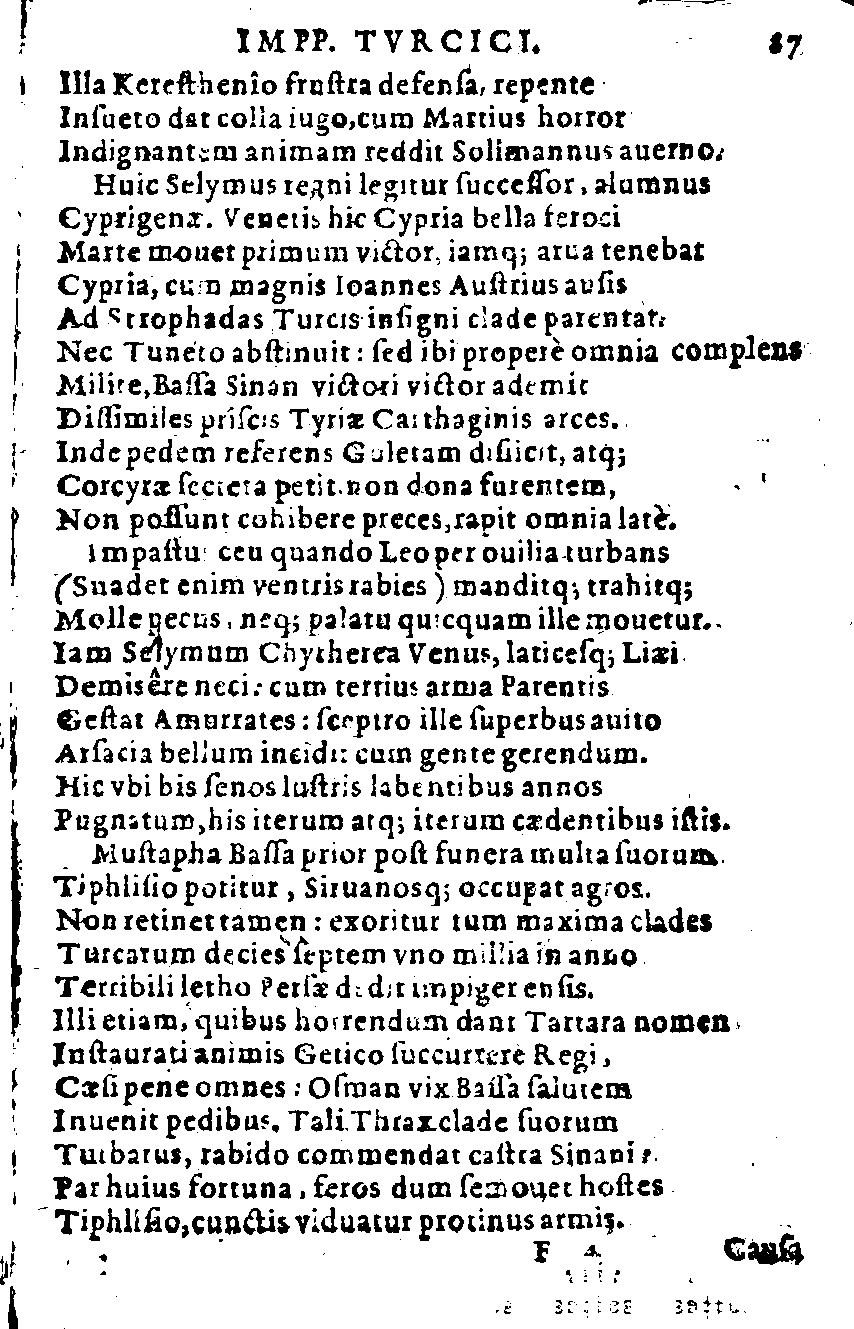 IMPP. TVRCICI. 87
Illa Kereſthenîo fruſtra defenſa, repente
Inſueto dat colla iugo,cum Martius horror
Indignantem animam reddit Solimannus auerno.
Huic Selymus regni legitur ſucceſſor, alumnus
Cyprigenæ. Venetis hic Cypria bella feroci
Marte mouet primum victor, iamq; arua tenebat
Cypria, cum magnis Ioannes Auſtrius auſis
Ad Strophadas Turcis inſigni clade parentat.
Nec Tuneto abſtinuit: ſed ibi properè omnia complens
Milite,Baſſa Sinan victori victor ademit
Diſſimiles priſcis Tyriæ Carthaginis arces.
Inde pedem referens Guletam diſiicit, atq;
Corcyræ ſecreta petit.non dona furentem,
Non poſſunt cohibere preces,rapit omnia latè.
Impaſtu ceu quando Leo per ouilia turbans
(Suadet enim ventris rabies) manditq; trahitq;
Molle pecus, neq; palatu quicquam ille mouetur.
Iam Selymum Chytherea Venus, laticeſq; Lixi
Demisêre neci: cum tertius arma Parentis
Geſtat Amurrates: ſceptro ille ſuperbus auito
Arſacia bellum incidit cum gente gerendum.
Hic vbi bis ſenos luſtris labentibus annos
Pugnatum,his iterum atq; iterum cædentibus iſtis.
Muſtapha Baſſa prior poſt funera multa ſuorum.
Tiphliſio potitur, Siruanosq; occupat agros.
Non retinet tamen: exoritur tum maxima clades
Turcarum decies ſeptem vno millia in anno
Terribili letho Perſæ dedit impiger enſis.
Illi etiam, quibus horrendum dant Tartara nomen,
Inſtaurati animis Getico ſuccurrere Regi,
Cæſi pene omnes: Oſman vix Baſſa ſalutem
Inuenit pedibus. Tali Thrax clade ſuorum
Turbatus, rabido commendat caſtra Sinani.
Par huius fortuna, feros dum ſemouet hoſtes
Tiphliſio,cunctis viduatur protinus armis.
F 4 Cauſa